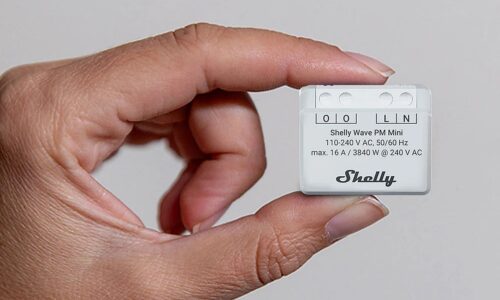 O O L N
Shelly Wave PM Mini
110-240 V AC, 50/60 Hz
max. 16 A / 3840 W @ 240 V AC
Shelly